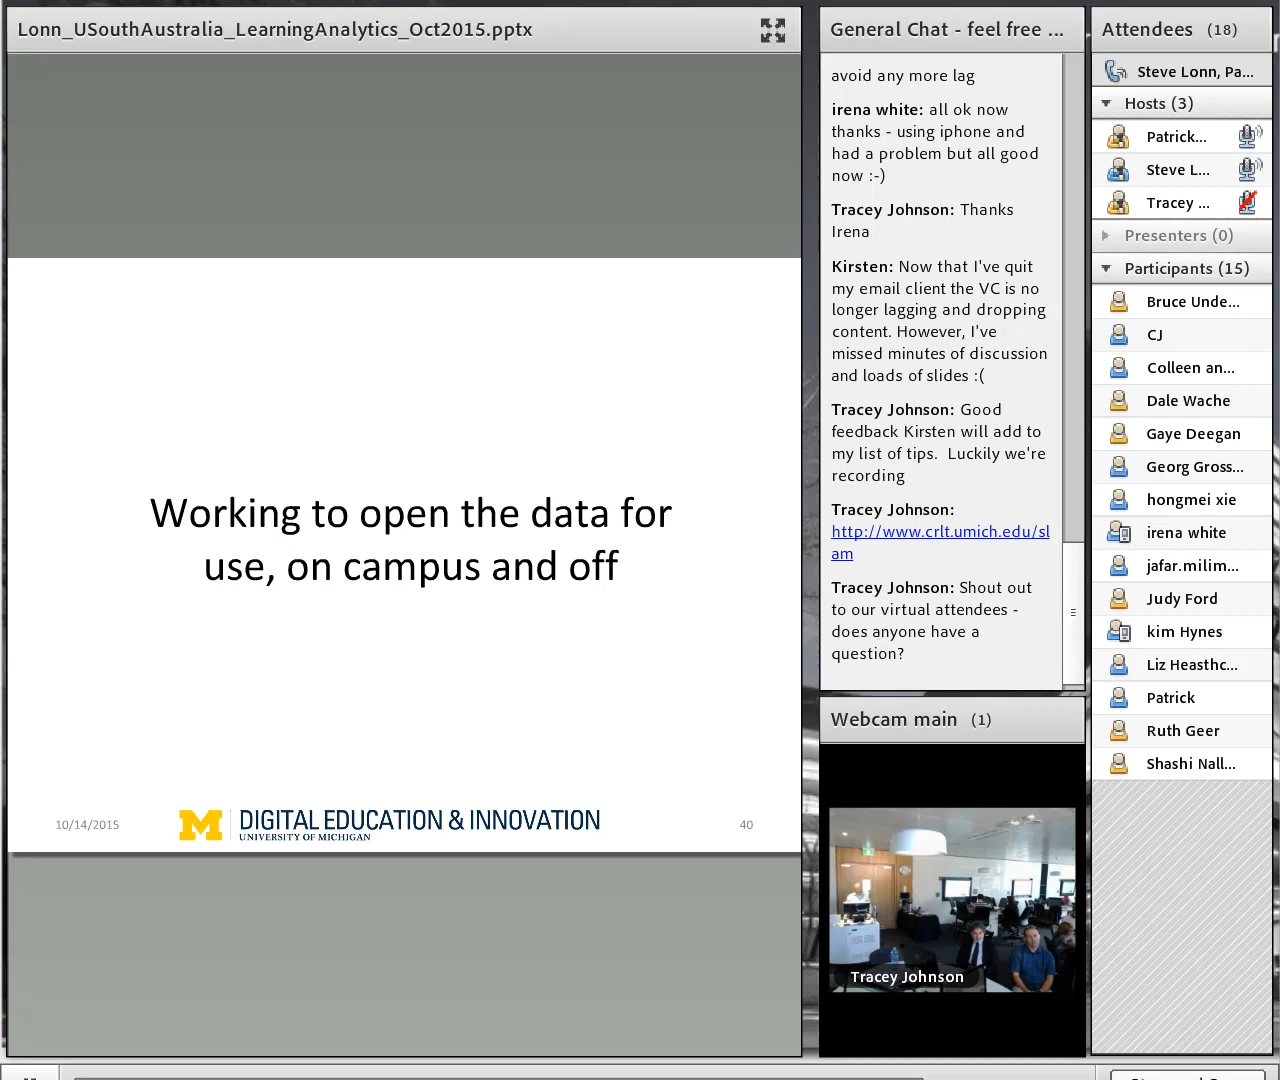 Lonn_USouthAustralia_LearningAnalytics_Oct2015.pptx
Working to open the data for
use, on campus and off
10/14/2015
M
DIGITAL EDUCATION & INNOVATION
UNIVERSITY OF MICHIGAN
40
General Chat - feel free ...
avoid any more lag
irena white: all ok now
thanks - using iphone and
had a problem but all good
now :-)
Tracey Johnson: Thanks
Irena
Kirsten: Now that I've quit
my email client the VC is no
longer lagging and dropping
content. However, I've
missed minutes of discussion
and loads of slides :(
Tracey Johnson: Good
feedback Kirsten will add to
my list of tips.  Luckily we're
recording
Tracey Johnson:
http://www.crlt.umich.edu/sl
am
Tracey Johnson: Shout out
to our virtual attendees -
does anyone have a
question?
Webcam main (1)
Tracey Johnson
Attendees (18)
Steve Lonn, Pa...
Hosts (3)
Patrick...
Steve L...
Tracey ...
Presenters (0)
Participants (15)
Bruce Unde...
CJ
Colleen an...
Dale Wache
Gaye Deegan
Georg Gross...
hongmei xie
irena white
jafar.milim...
Judy Ford
kim Hynes
Liz Heasthc...
Patrick
Ruth Geer
Shashi Nall...